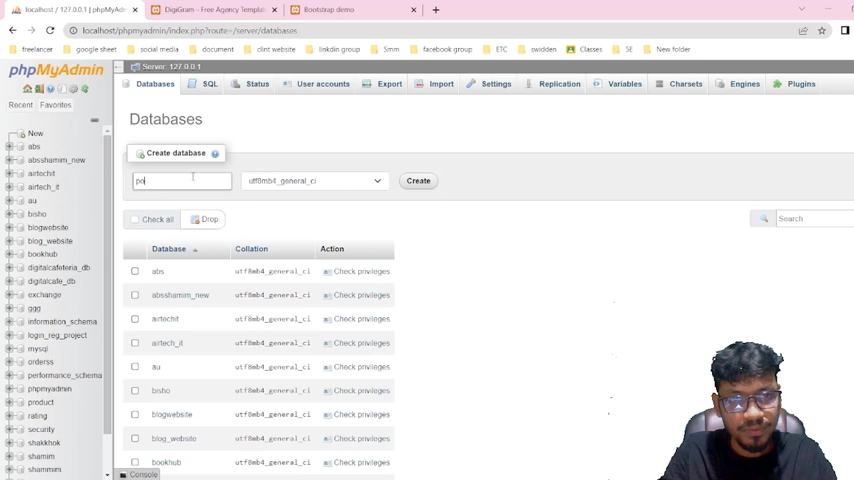 localhost / 127.0.0.1 | phpMyAdm
DigiGram - Free Agency Templat
Bootstrap demo
localhost/phpmyadmin/index.php?route=/server/databases
freelancer
google sheet
social media
document
clint website
linkdin group
5mm
facebook group
ETC
swidden
Classes
SE
New folder
phpMyAdmin
Recent
Favorites
New
abs
absshamim_new
airtechit
airtech_it
au
bisho
blogwebsite
blog_website
bookhub
digitalcafeteria_db
digitalcafe_db
exchange
ggg
information_schema
login_reg_project
mysql
orderss
performance_schema
phpmyadmin
product
rating
security
shakkhok
shamim
shammim
Server: 127.0.0.1
Databases
SQL
Status
User accounts
Export
Import
Settings
Replication
Variables
Charsets
Engines
Plugins
Databases
Create database
po
utf8mb4_general_ci
Create
Check all
Drop
Search
Database
Collation
Action
abs utf8mb4_general_ci Check privileges
absshamim_new utf8mb4_general_ci Check privileges
airtechit utf8mb4_general_ci Check privileges
airtech_it utf8mb4_general_ci Check privileges
au utf8mb4_general_ci Check privileges
bisho utf8mb4_general_ci Check privileges
blogwebsite utf8mb4_general_ci Check privileges
blog_website utf8mb4_general_ci Check privileges
bookhub utf8mb4_general_ci Check privileges
Console